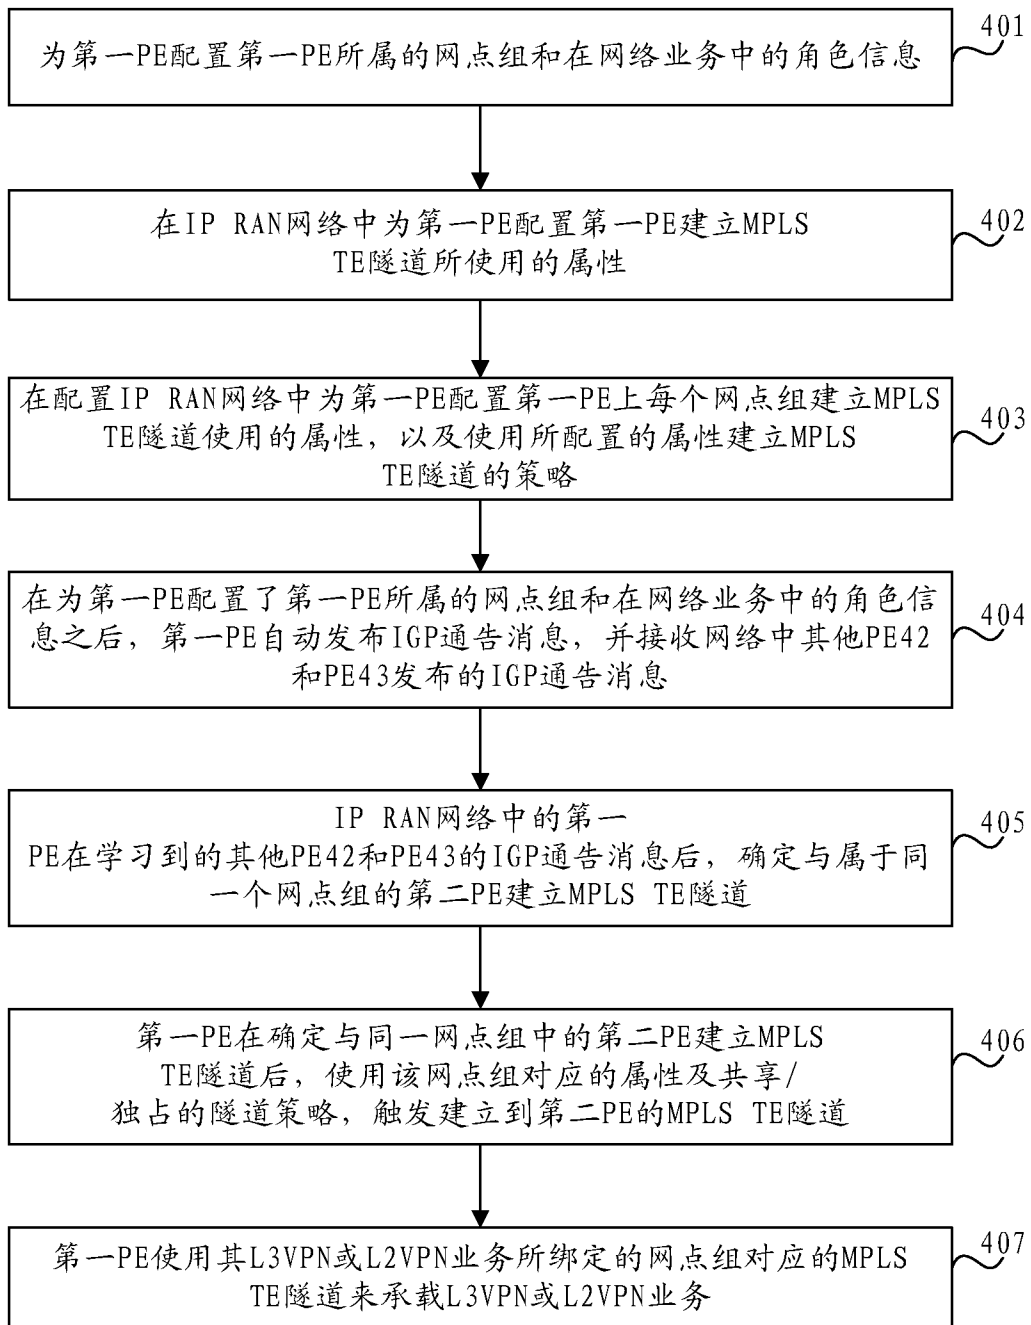 为第一PE配置第一PE所属的网点组和在网络业务中的角色信息
401
在IP RAN网络中为第一PE配置第一PE建立MPLS
TE隧道所使用的属性
402
在配置IP RAN网络中为第一PE配置第一PE上每个网点组建立MPLS
TE隧道使用的属性，以及使用所配置的属性建立MPLS
TE隧道的策略
403
在为第一PE配置了第一PE所属的网点组和在网络业务中的角色信
息之后，第一PE自动发布IGP通告消息，并接收网络中其他PE42
和PE43发布的IGP通告消息
404
IP RAN网络中的第一
PE在学习到的其他PE42和PE43的IGP通告消息后，确定与属于同
一个网点组的第二PE建立MPLS TE隧道
405
第一PE在确定与同一网点组中的第二PE建立MPLS
TE隧道后，使用该网点组对应的属性及共享/
独占的隧道策略，触发建立到第二PE的MPLS TE隧道
406
第一PE使用其L3VPN或L2VPN业务所绑定的网点组对应的MPLS
TE隧道来承载L3VPN或L2VPN业务
407